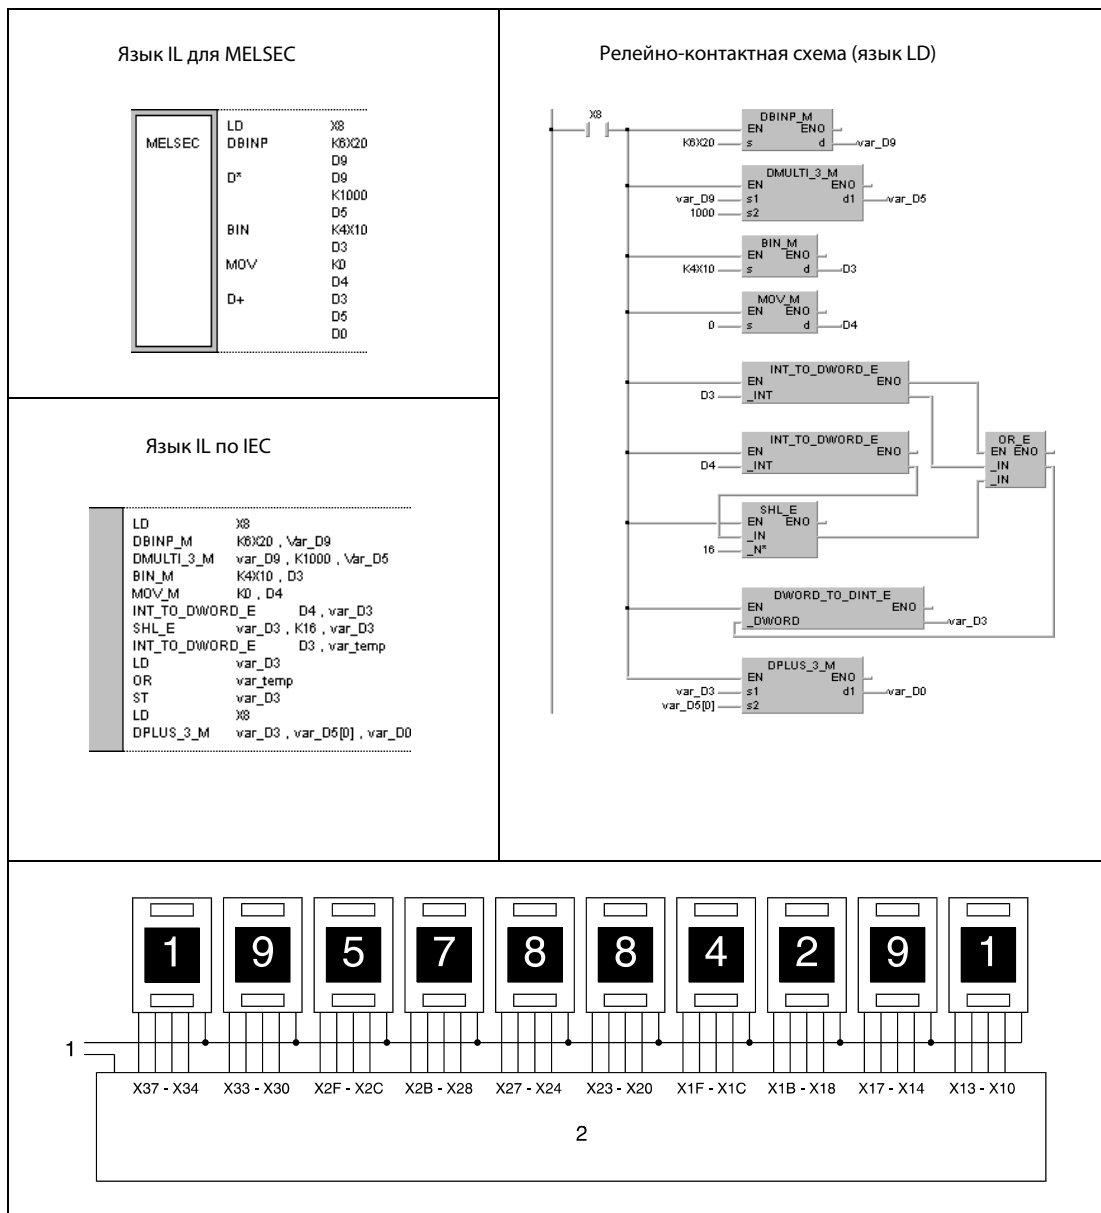 Язык IL для MELSEC
MELSEC
LD X8
DBINP K6X20
D9
D* D9
K1000
D5
BIN K4X10
D3
MOV K0
D4
D+ D3
D5
D0
Язык IL по IEC
LD X8
DBINP_M K6X20 , Var_D9
DMULTI_3_M var_D9 , K1000 , Var_D5
BIN_M K4X10 , D3
MOV_M K0 , D4
INT_TO_DWORD_E D4 , var_D3
SHL_E var_D3 , K16 , var_D3
INT_TO_DWORD_E D3 , var_temp
LD var_D3
OR var_temp
ST var_D3
LD X8
DPLUS_3_M var_D3 , var_D5[0] , var_D0
Релейно-контактная схема (язык LD)
X8
DBINP_M
EN ENO
K6X20 s d var_D9
DMULTI_3_M
EN ENO
var_D9 s1 d1 var_D5
1000 s2
BIN_M
EN ENO
K4X10 s d D3
MOV_M
EN ENO
0 s d D4
INT_TO_DWORD_E
EN ENO
D3 _INT
INT_TO_DWORD_E
EN ENO
D4 _INT
OR_E
EN ENO
_IN
_IN
SHL_E
EN ENO
_IN
16 _N*
DWORD_TO_DINT_E
EN ENO
_DWORD var_D3
DPLUS_3_M
EN ENO
var_D3 s1 d1 var_D0
var_D5[0] s2
1 9 5 7 8 8 4 2 9 1
1
X37 - X34 X33 - X30 X2F - X2C X2B - X28 X27 - X24 X23 - X20 X1F - X1C X1B - X18 X17 - X14 X13 - X10
2